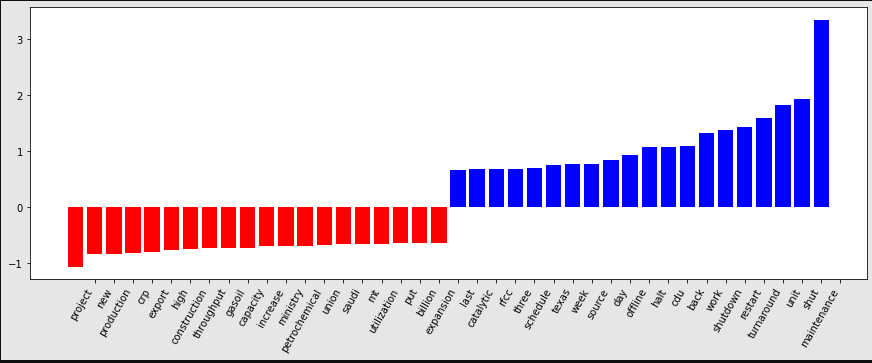 3
2
1
0
−1
project
new
production
crp
export
high
construction
throughput
gasoil
capacity
increase
ministry
petrochemical
union
saudi
mt
utilization
put
billion
expansion
last
catalytic
rfcc
three
schedule
texas
week
source
day
offline
halt
cdu
back
work
shutdown
restart
turnaround
unit
shut
maintenance